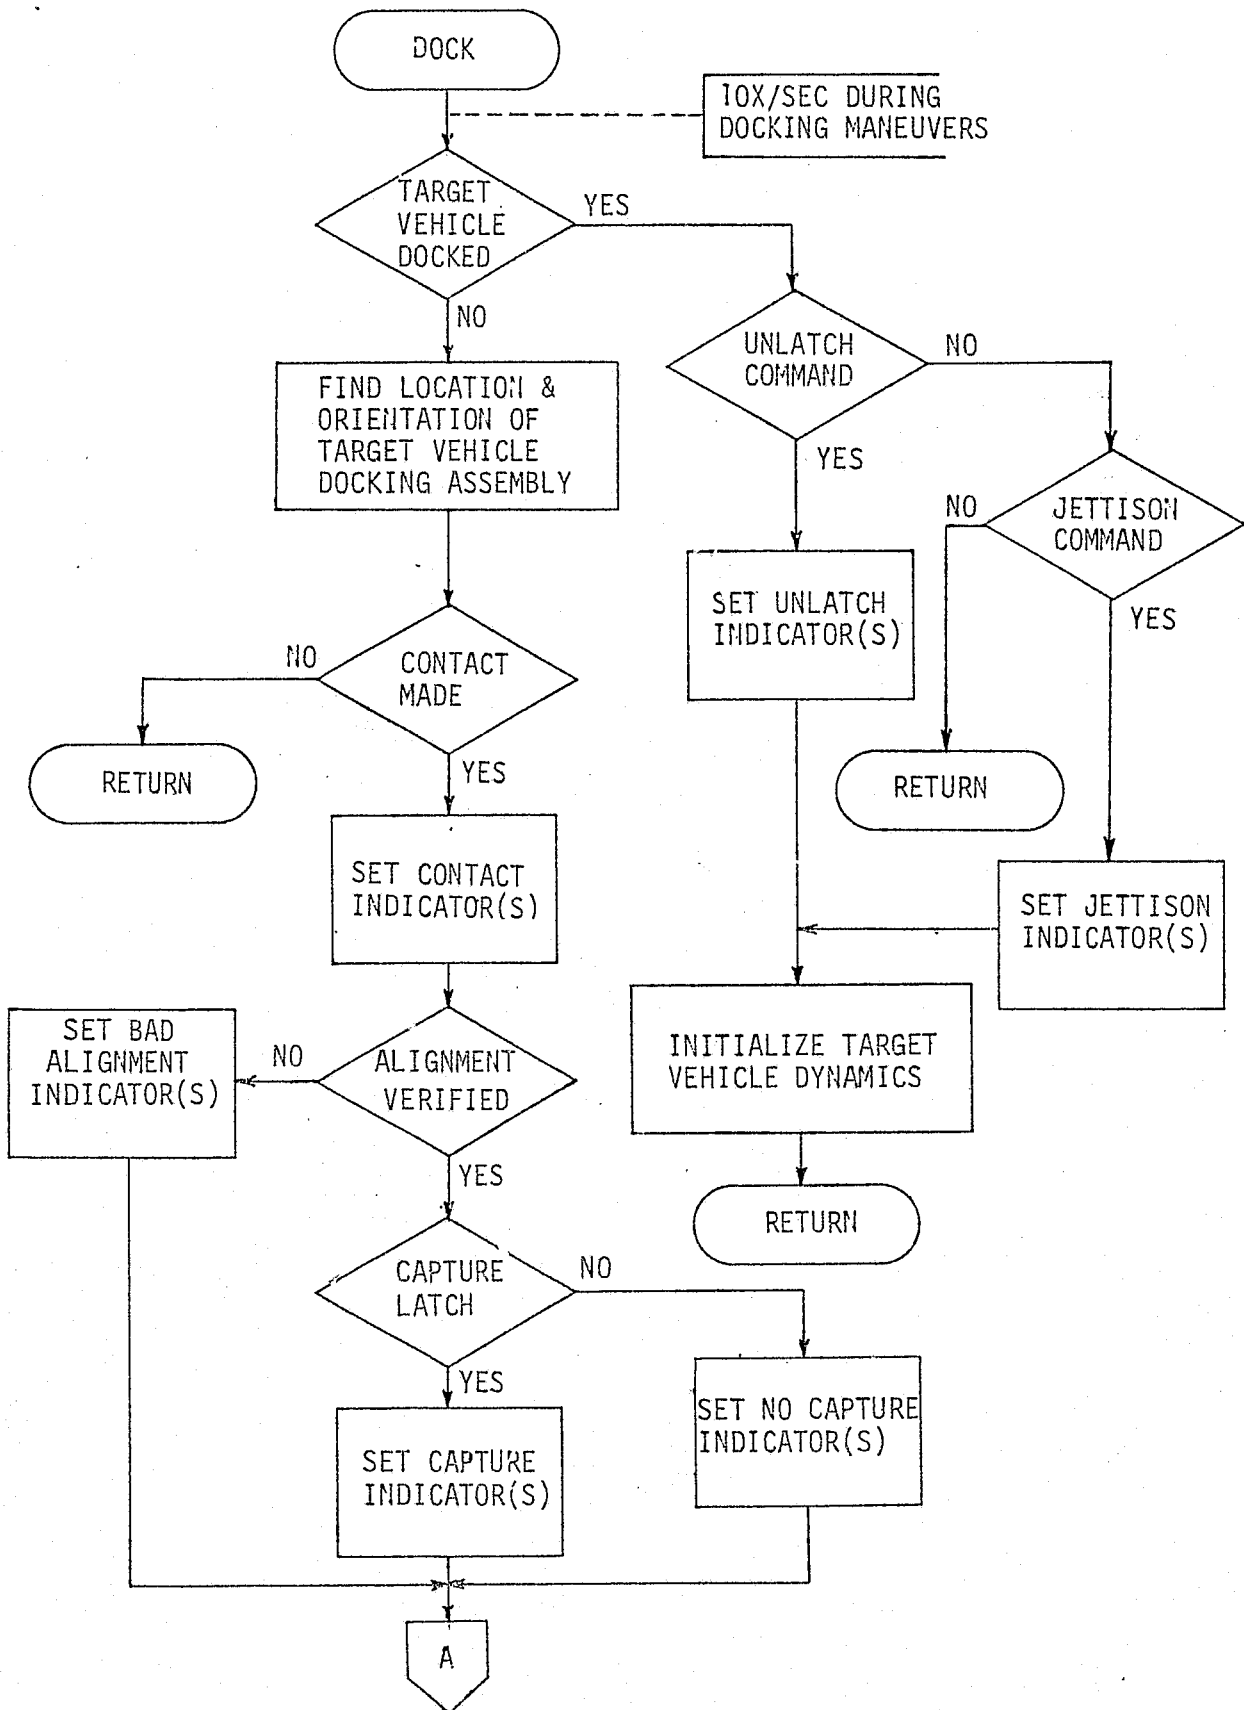 DOCK
10X/SEC DURING
DOCKING MANEUVERS
TARGET
VEHICLE
DOCKED
YES
NO
UNLATCH
COMMAND
NO
YES
FIND LOCATION &
ORIENTATION OF
TARGET VEHICLE
DOCKING ASSEMBLY
JETTISON
COMMAND
NO
YES
SET UNLATCH
INDICATOR(S)
CONTACT
MADE
NO
YES
RETURN
RETURN
SET CONTACT
INDICATOR(S)
SET JETTISON
INDICATOR(S)
SET BAD
ALIGNMENT
INDICATOR(S)
NO
ALIGNMENT
VERIFIED
YES
INITIALIZE TARGET
VEHICLE DYNAMICS
RETURN
CAPTURE
LATCH
NO
YES
SET CAPTURE
INDICATOR(S)
SET NO CAPTURE
INDICATOR(S)
A